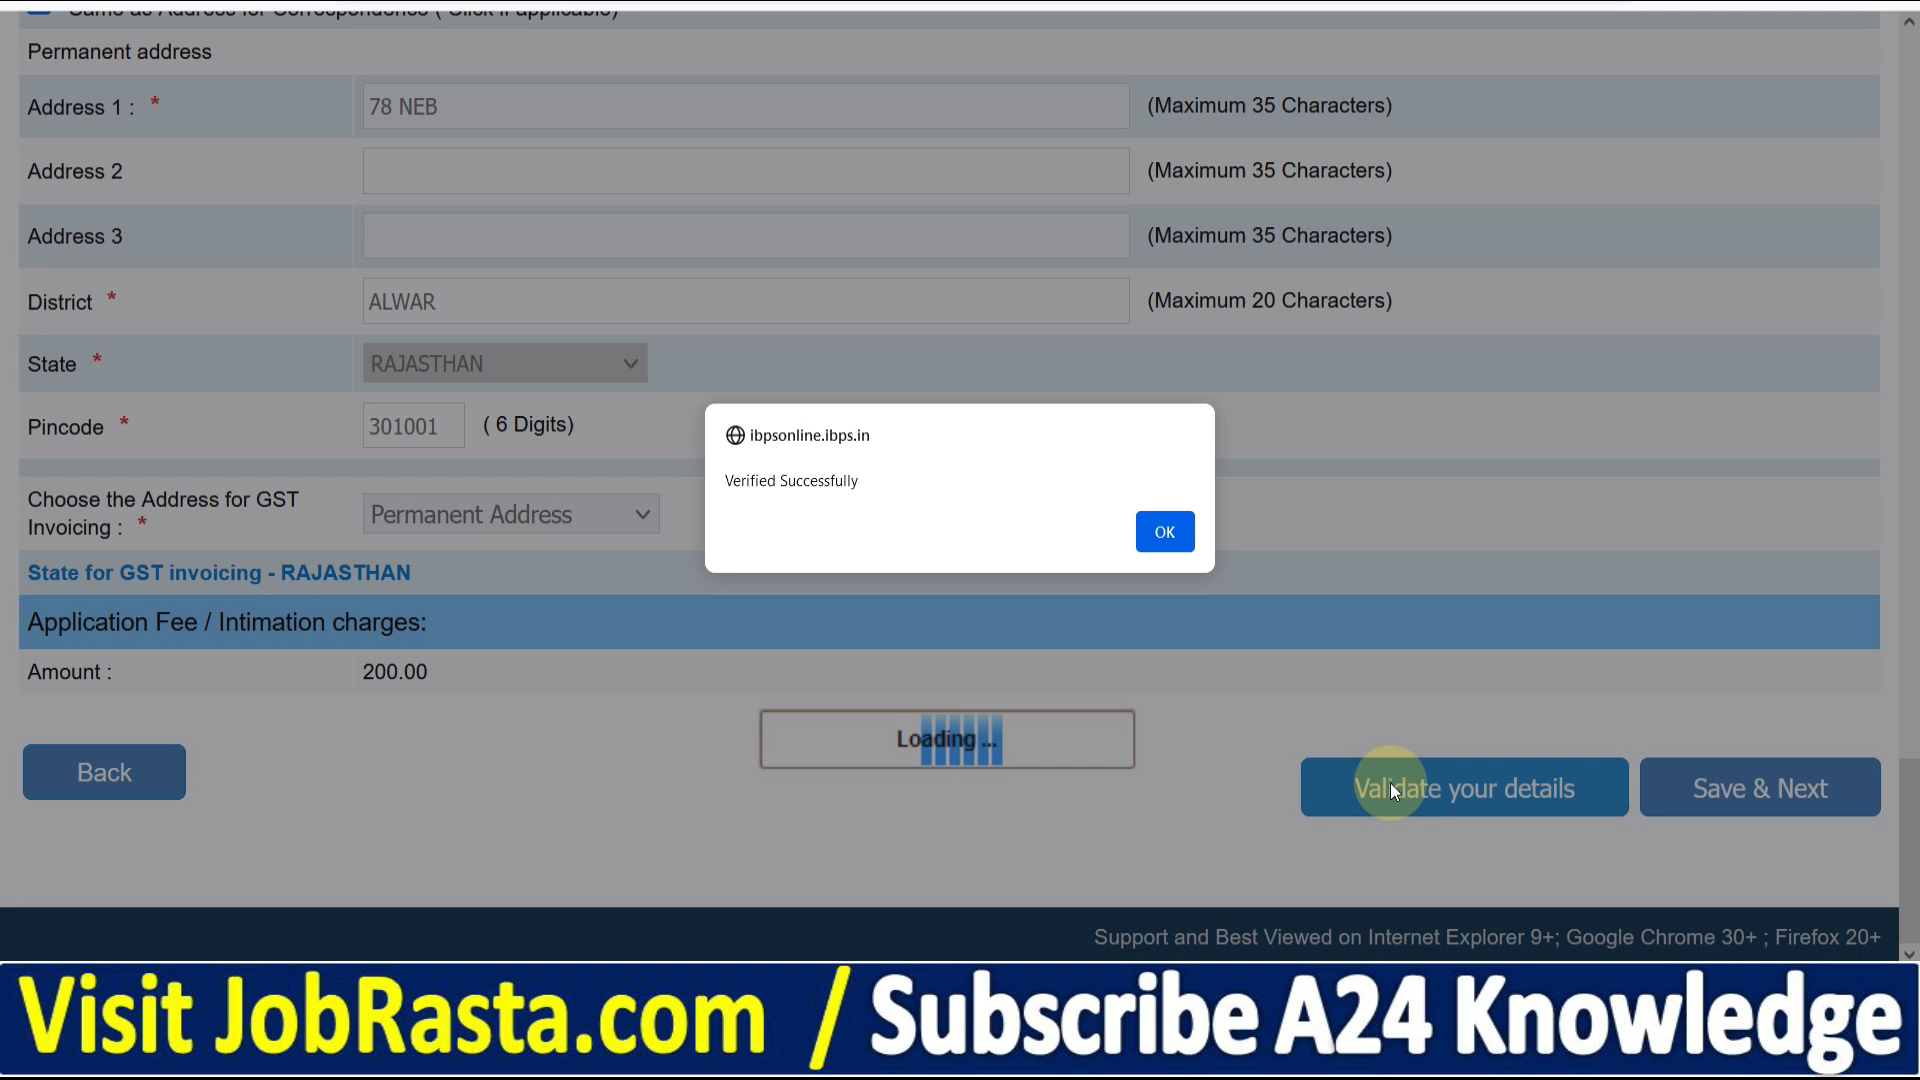 Same as Address for Correspondence ( Click if applicable)
Permanent address
Address 1 : * 78 NEB (Maximum 35 Characters)
Address 2 (Maximum 35 Characters)
Address 3 (Maximum 35 Characters)
District * ALWAR (Maximum 20 Characters)
State * RAJASTHAN
Pincode * 301001 ( 6 Digits)
ibpsonline.ibps.in
Verified Successfully
OK
Choose the Address for GST
Invoicing : * Permanent Address
State for GST invoicing - RAJASTHAN
Application Fee / Intimation charges:
Amount : 200.00
Loading ...
Back
Validate your details
Save & Next
Support and Best Viewed on Internet Explorer 9+; Google Chrome 30+ ; Firefox 20+
Visit JobRasta.com / Subscribe A24 Knowledge